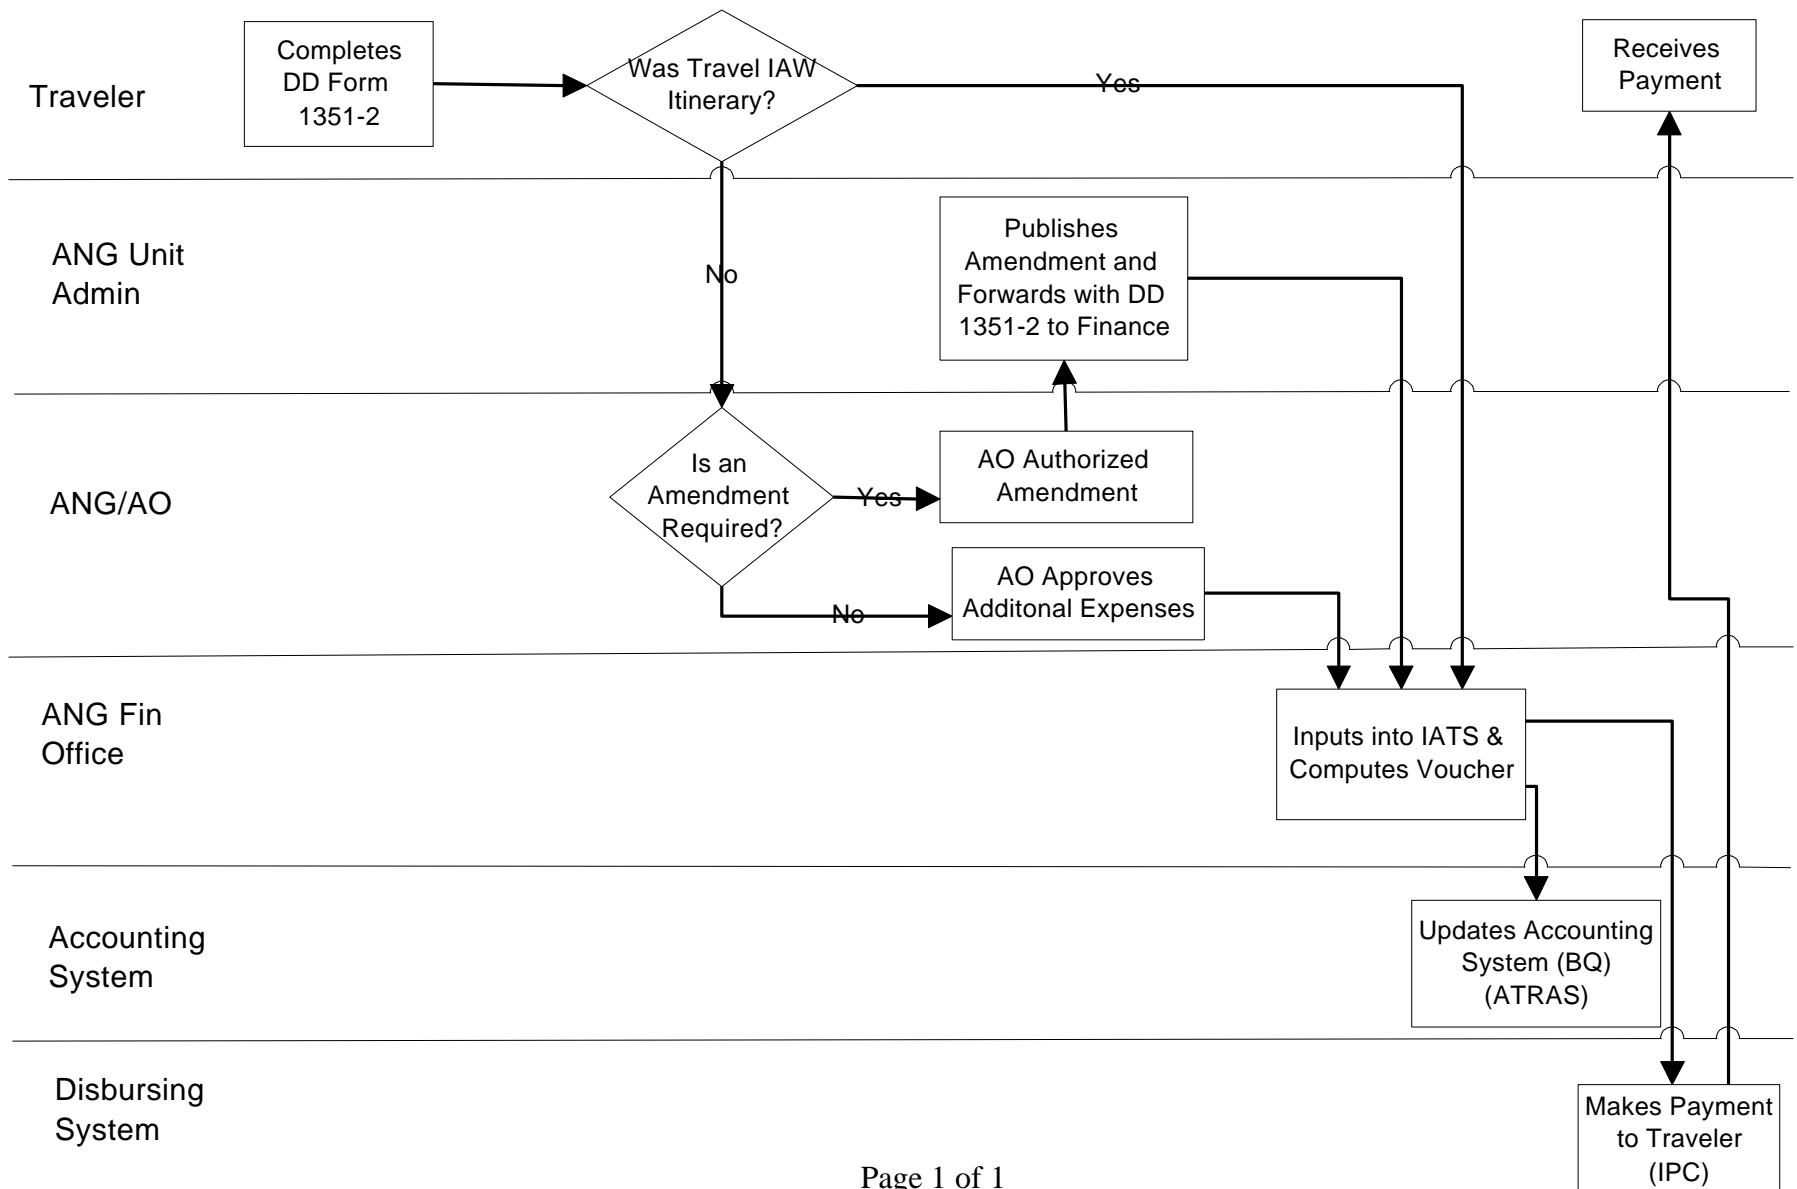 Completes
DD Form
1351-2
Was Travel IAW
Itinerary?
Yes
Receives
Payment
Traveler
ANG Unit
Admin
No
Publishes
Amendment and
Forwards with DD
1351-2 to Finance
ANG/AO
Is an
Amendment
Required?
Yes
AO Authorized
Amendment
No
AO Approves
Additonal Expenses
ANG Fin
Office
Inputs into IATS &
Computes Voucher
Accounting
System
Updates Accounting
System (BQ)
(ATRAS)
Disbursing
System
Makes Payment
to Traveler
(IPC)
Page 1 of 1